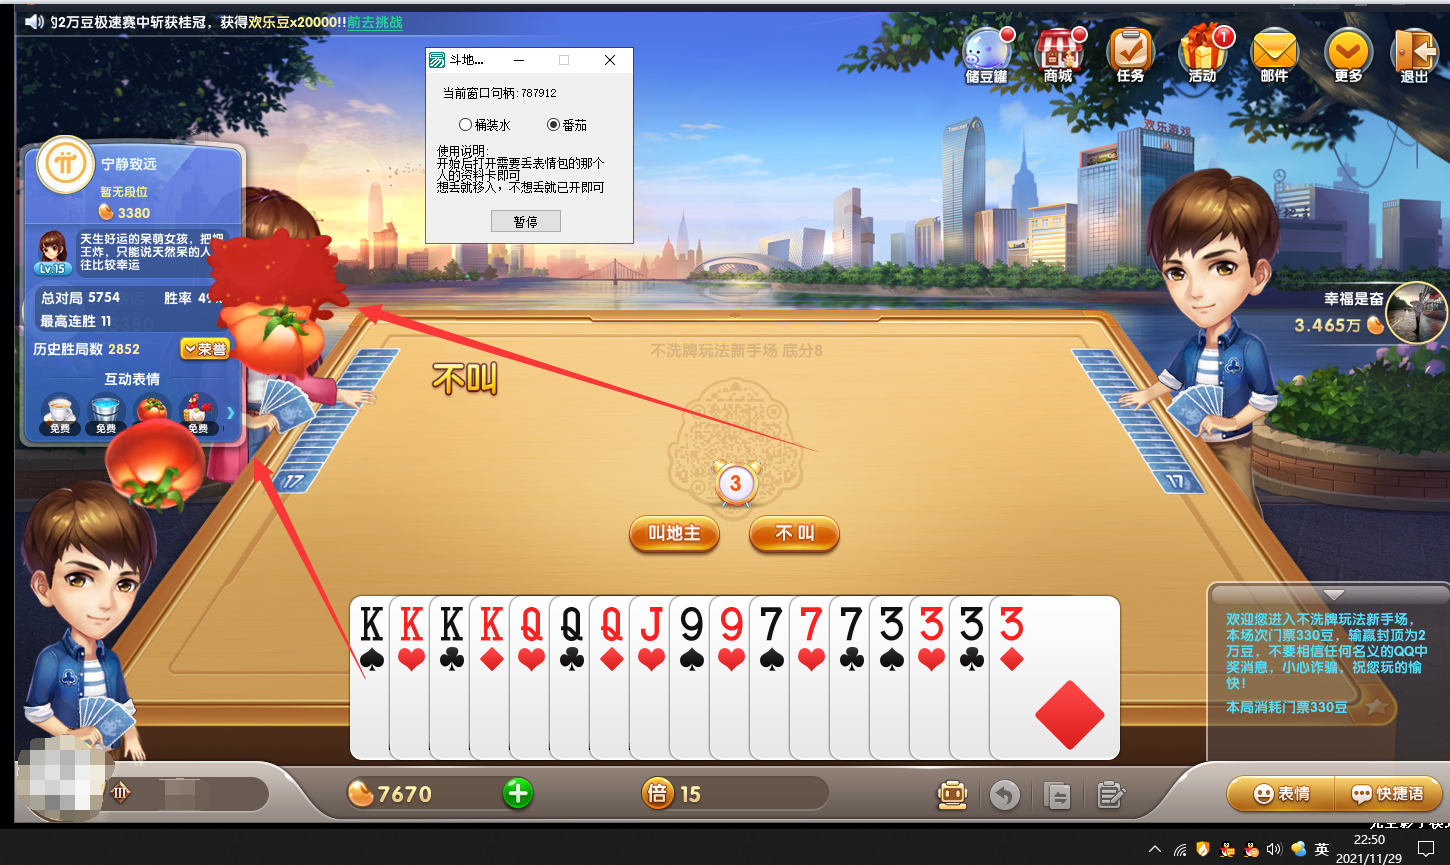 2万豆极速赛中斩获桂冠，获得欢乐豆x20000!!前去挑战
斗地...
当前窗口句柄:787912
桶装水
番茄
使用说明:
开始后打开需要丢表情包的那个
人的资料卡即可
想丢就移入，不想丢就已开即可
暂停
储豆罐
商城
任务
1
活动
邮件
更多
退出
欢乐游戏
宁静致远
暂无段位
3380
天生好运的呆萌女孩，把把
王炸，只能说天然呆的人
往比较幸运
Lv.15
总对局 5754
胜率 49
最高连胜 11
历史胜局数 2852
荣誉
互动表情
免费
免费
免费
幸福是奋
3.465万
不洗牌玩法新手场 底分8
不叫
17
17
3
叫地主
不叫
K K K K Q Q Q J 9 9 7 7 7 3 3 3 3
欢迎您进入不洗牌玩法新手场，
本场次门票330豆，输赢封顶为2
万豆，不要相信任何名义的QQ中
奖消息，小心诈骗，祝您玩的愉
快！
本局消耗门票330豆
III
7670
倍 15
表情
快捷语
英
22:50
2021/11/29